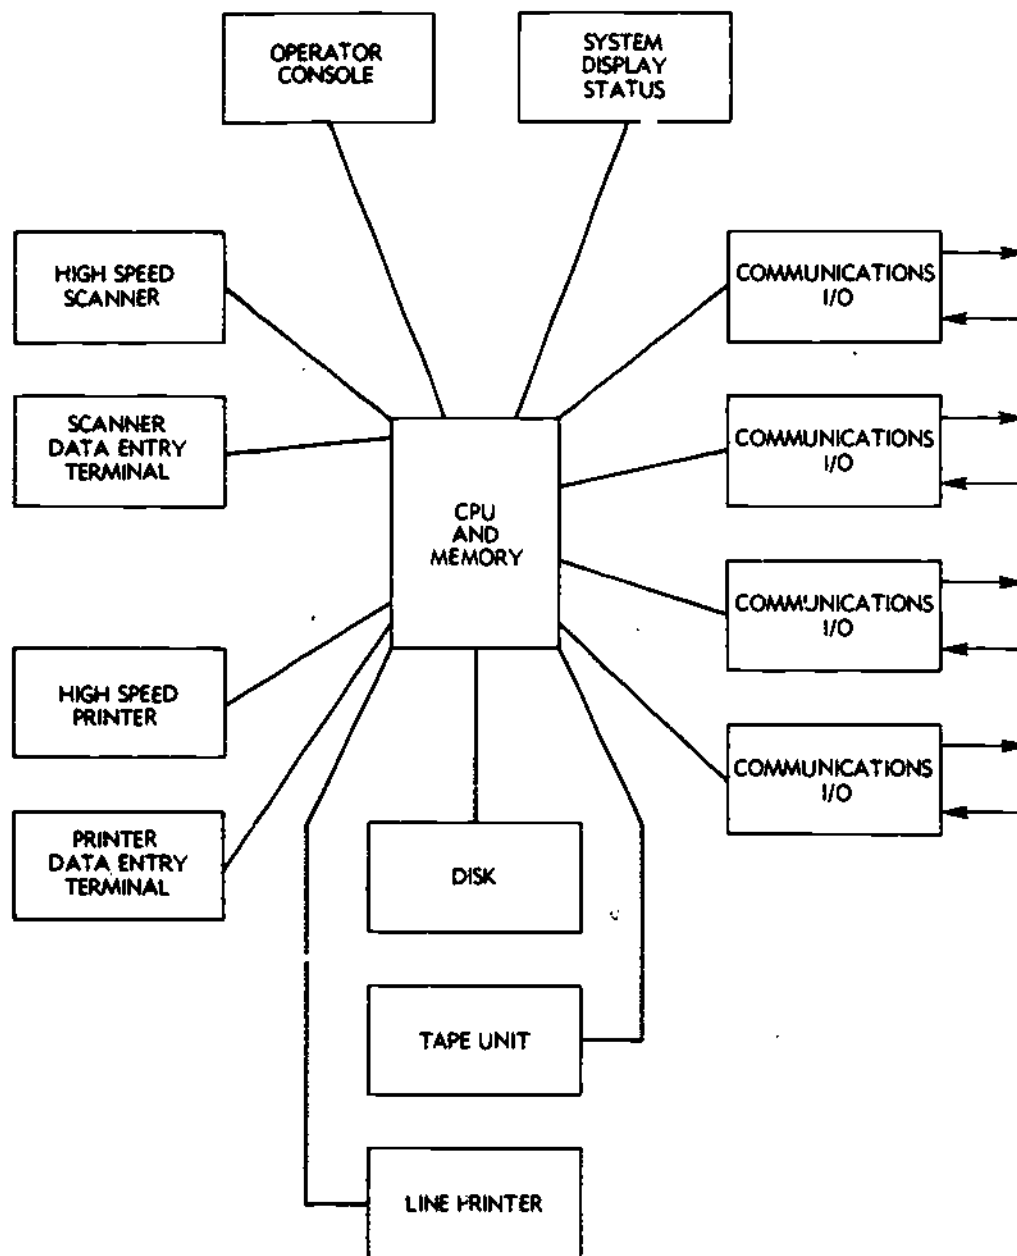 OPERATOR
CONSOLE
SYSTEM
DISPLAY
STATUS
HIGH SPEED
SCANNER
COMMUNICATIONS
I/O
SCANNER
DATA ENTRY
TERMINAL
COMMUNICATIONS
I/O
CPU
AND
MEMORY
COMMUNICATIONS
I/O
HIGH SPEED
PRINTER
COMMUNICATIONS
I/O
PRINTER
DATA ENTRY
TERMINAL
DISK
TAPE UNIT
LINE PRINTER